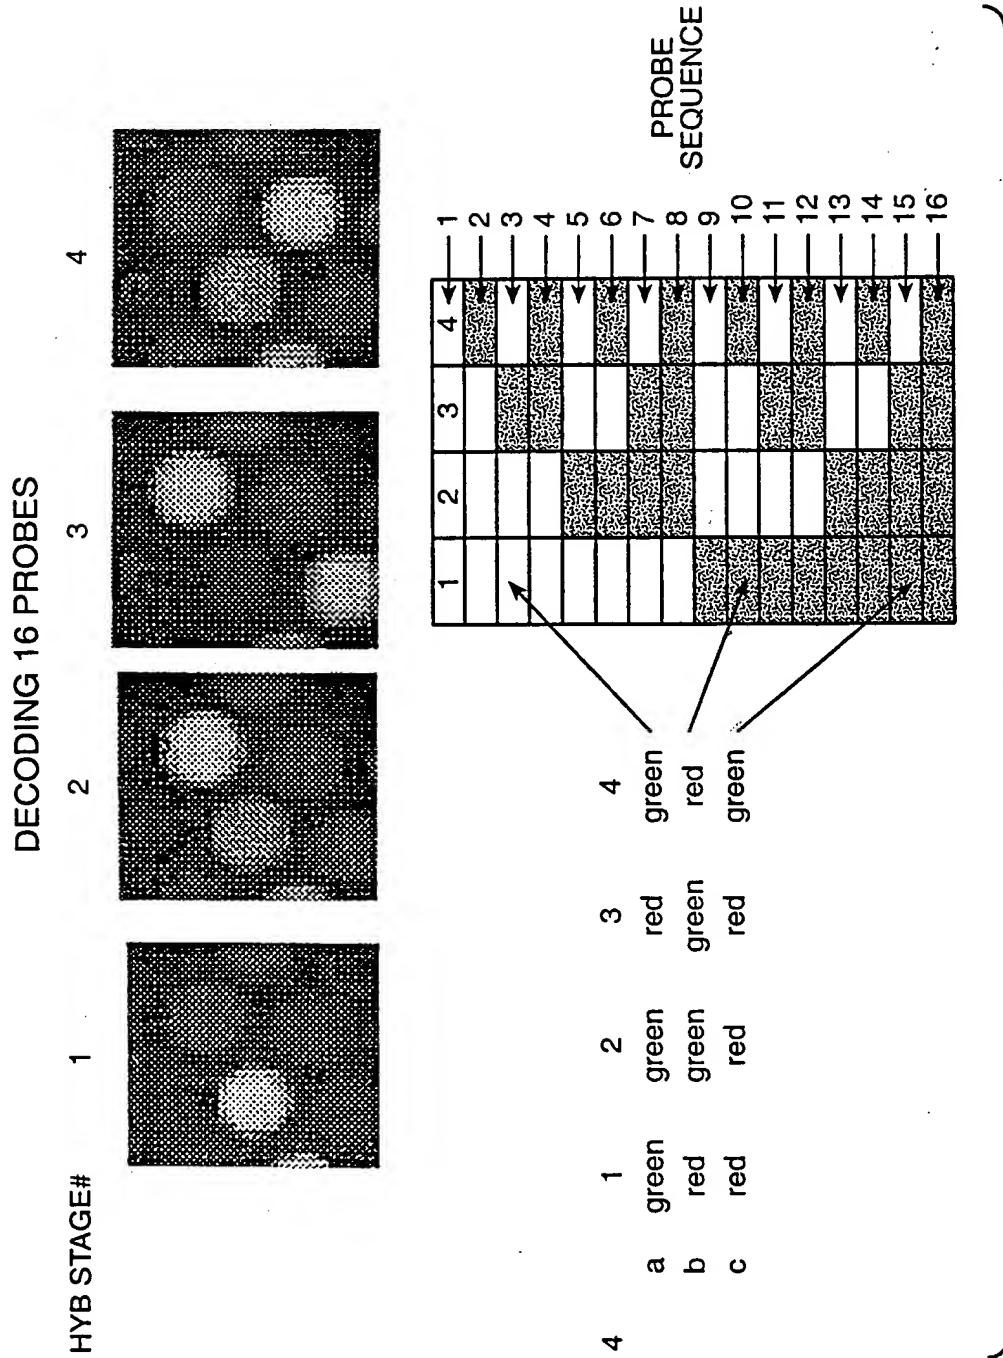 DECODING 16 PROBES
HYB STAGE# 1 2 3 4
1 2 3 4
a green green red green
b red green green red
c red red red green
1 2 3 4
1
2
3
4
5
6
7
8
9
10
11
12
13
14
15
16
PROBE
SEQUENCE
4